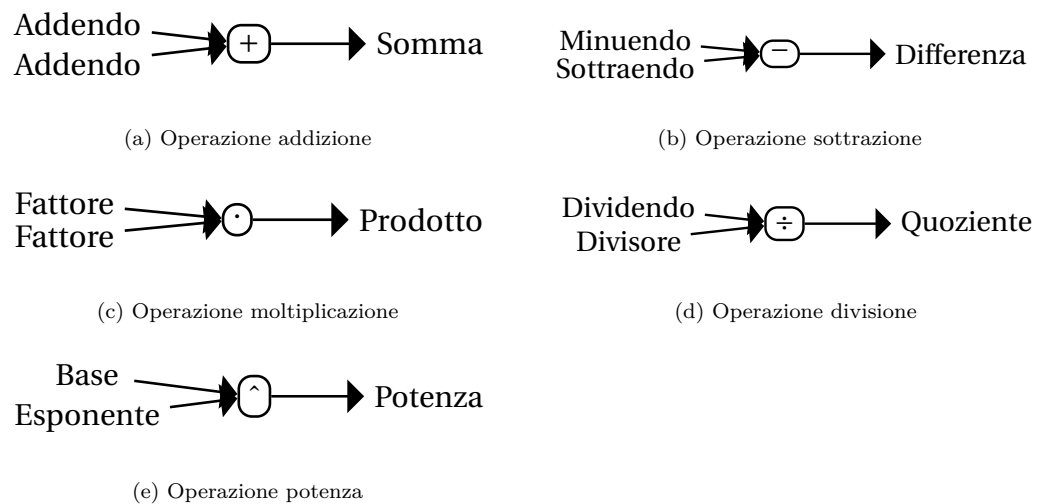 Addendo
Addendo
+
Somma
(a) Operazione addizione
Minuendo
Sottraendo
−
Differenza
(b) Operazione sottrazione
Fattore
Fattore
·
Prodotto
(c) Operazione moltiplicazione
Dividendo
Divisore
÷
Quoziente
(d) Operazione divisione
Base
Esponente
^
Potenza
(e) Operazione potenza